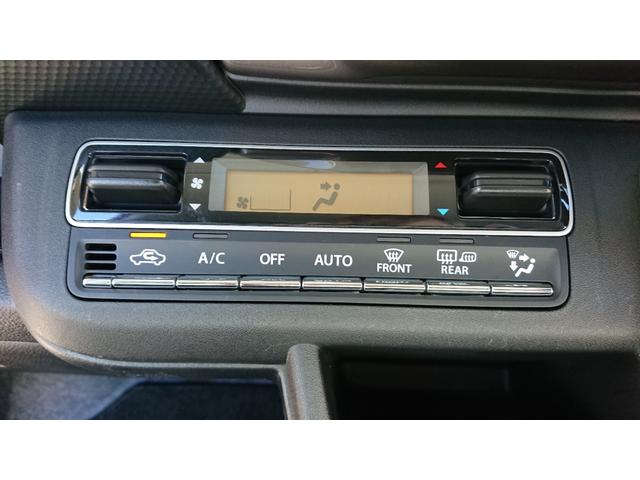 A/C OFF AUTO FRONT REAR